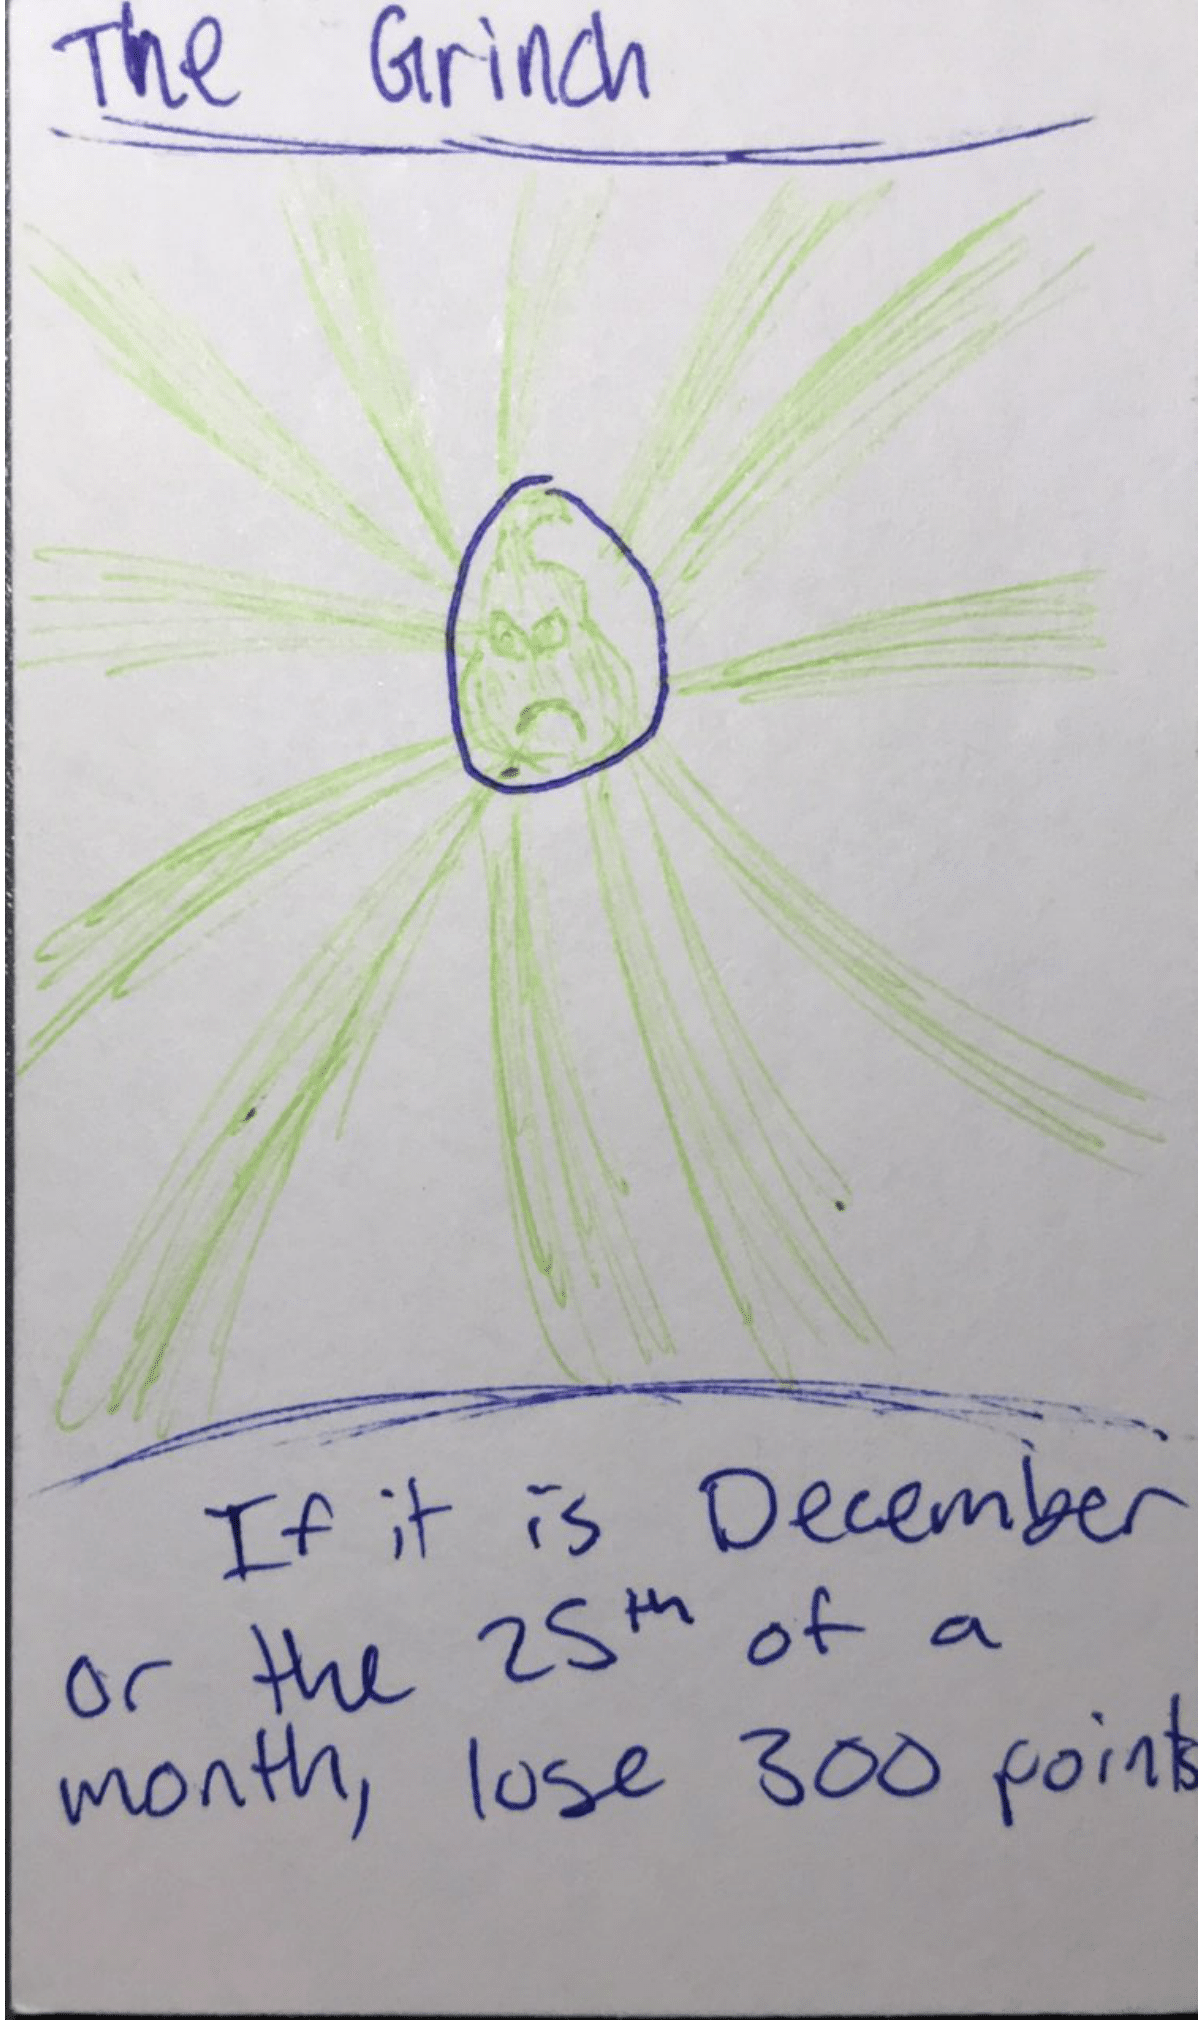 The Grinch
If it is December
or the 25th of a
month, lose 300 points